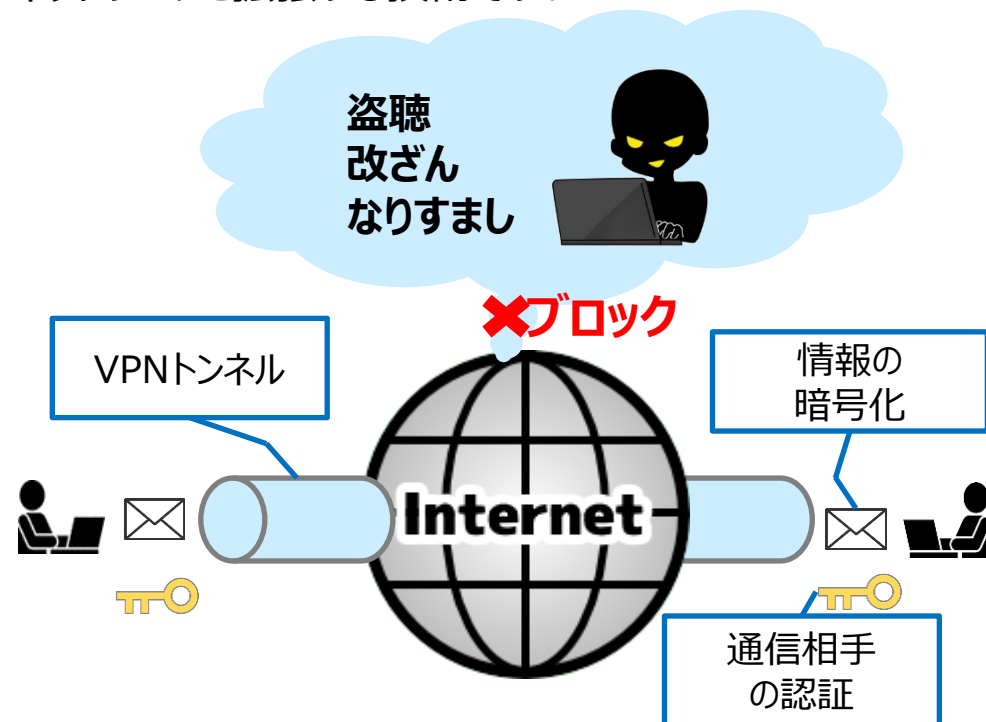 盗聴
改ざん
なりすまし
ブロック
VPNトンネル
情報の
暗号化
Internet
通信相手
の認証